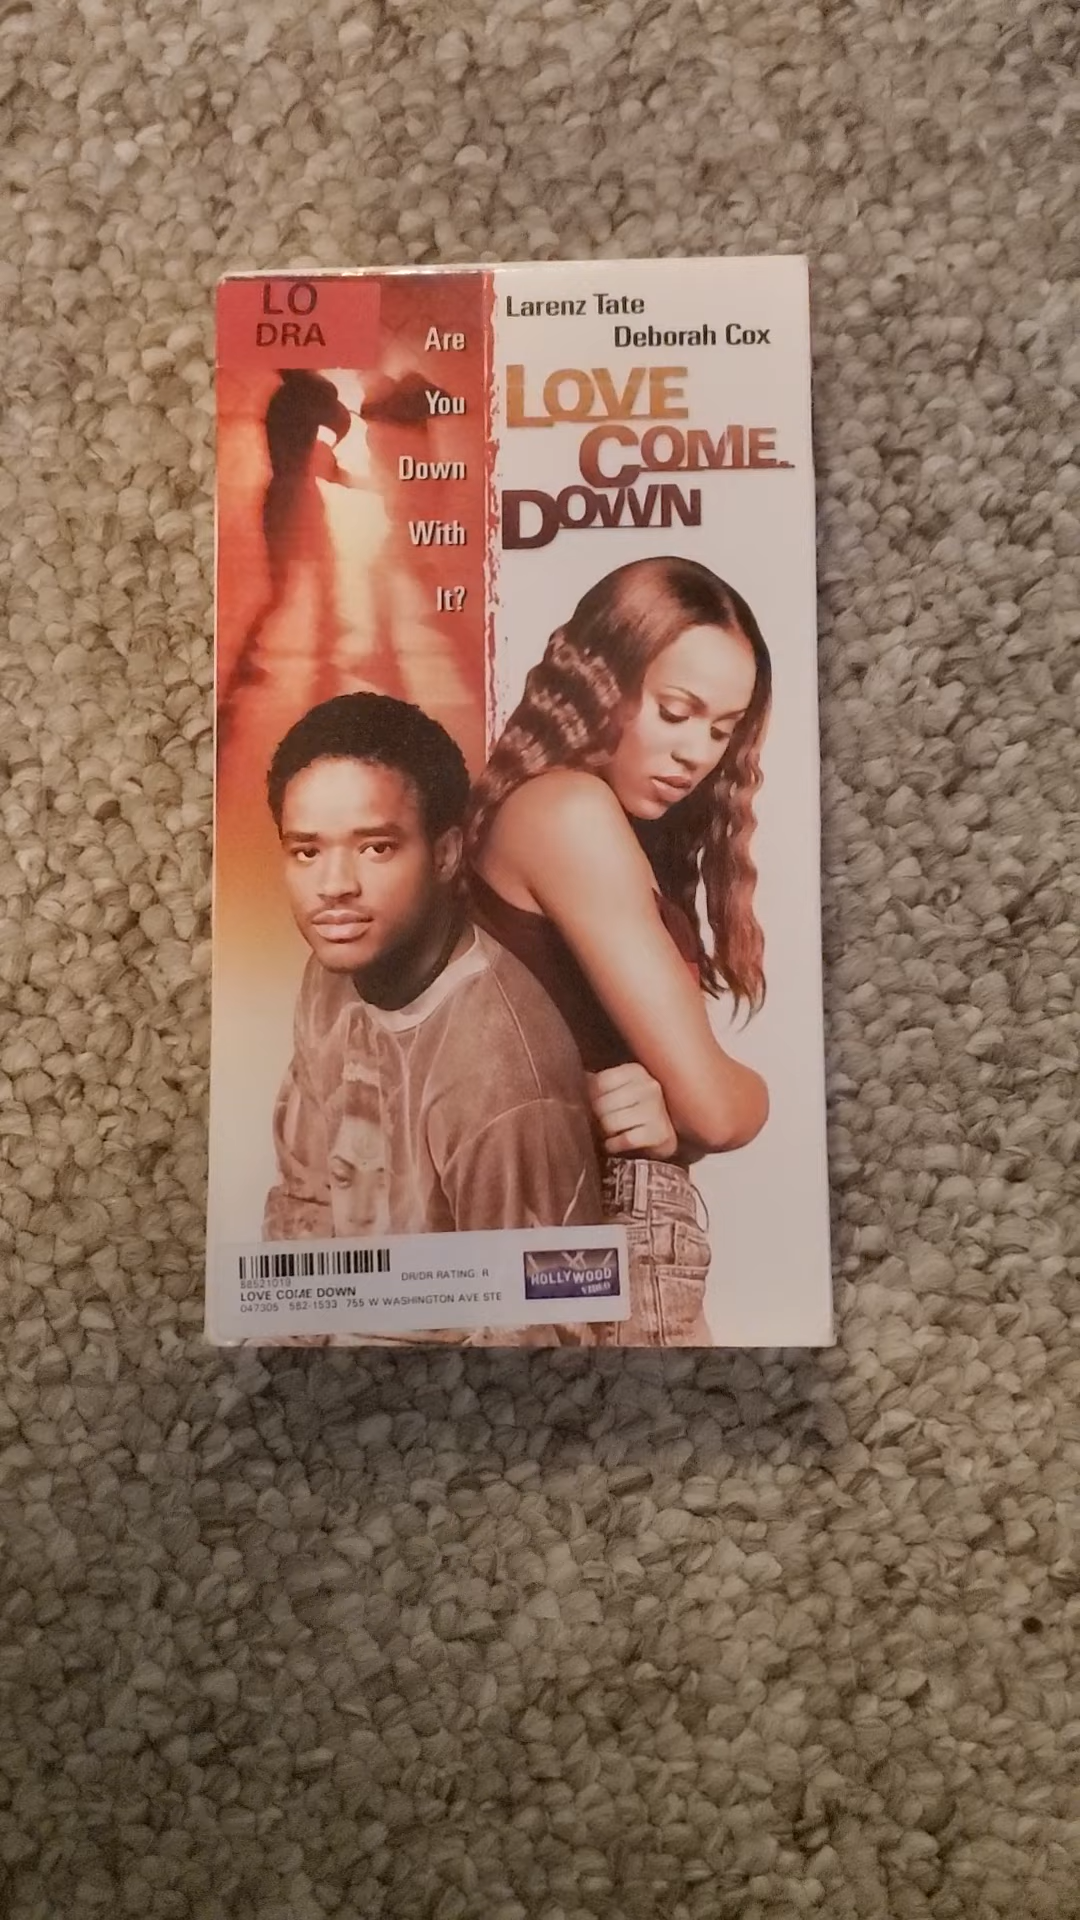 LO
DRA
Are
You
Down
With
It?
Larenz Tate
Deborah Cox
LOVE
COME
DOWN
88521019
DR/DR RATING: R
LOVE COME DOWN
047305 582-1533 755 W WASHINGTON AVE STE
HOLLYWOOD
VIDEO